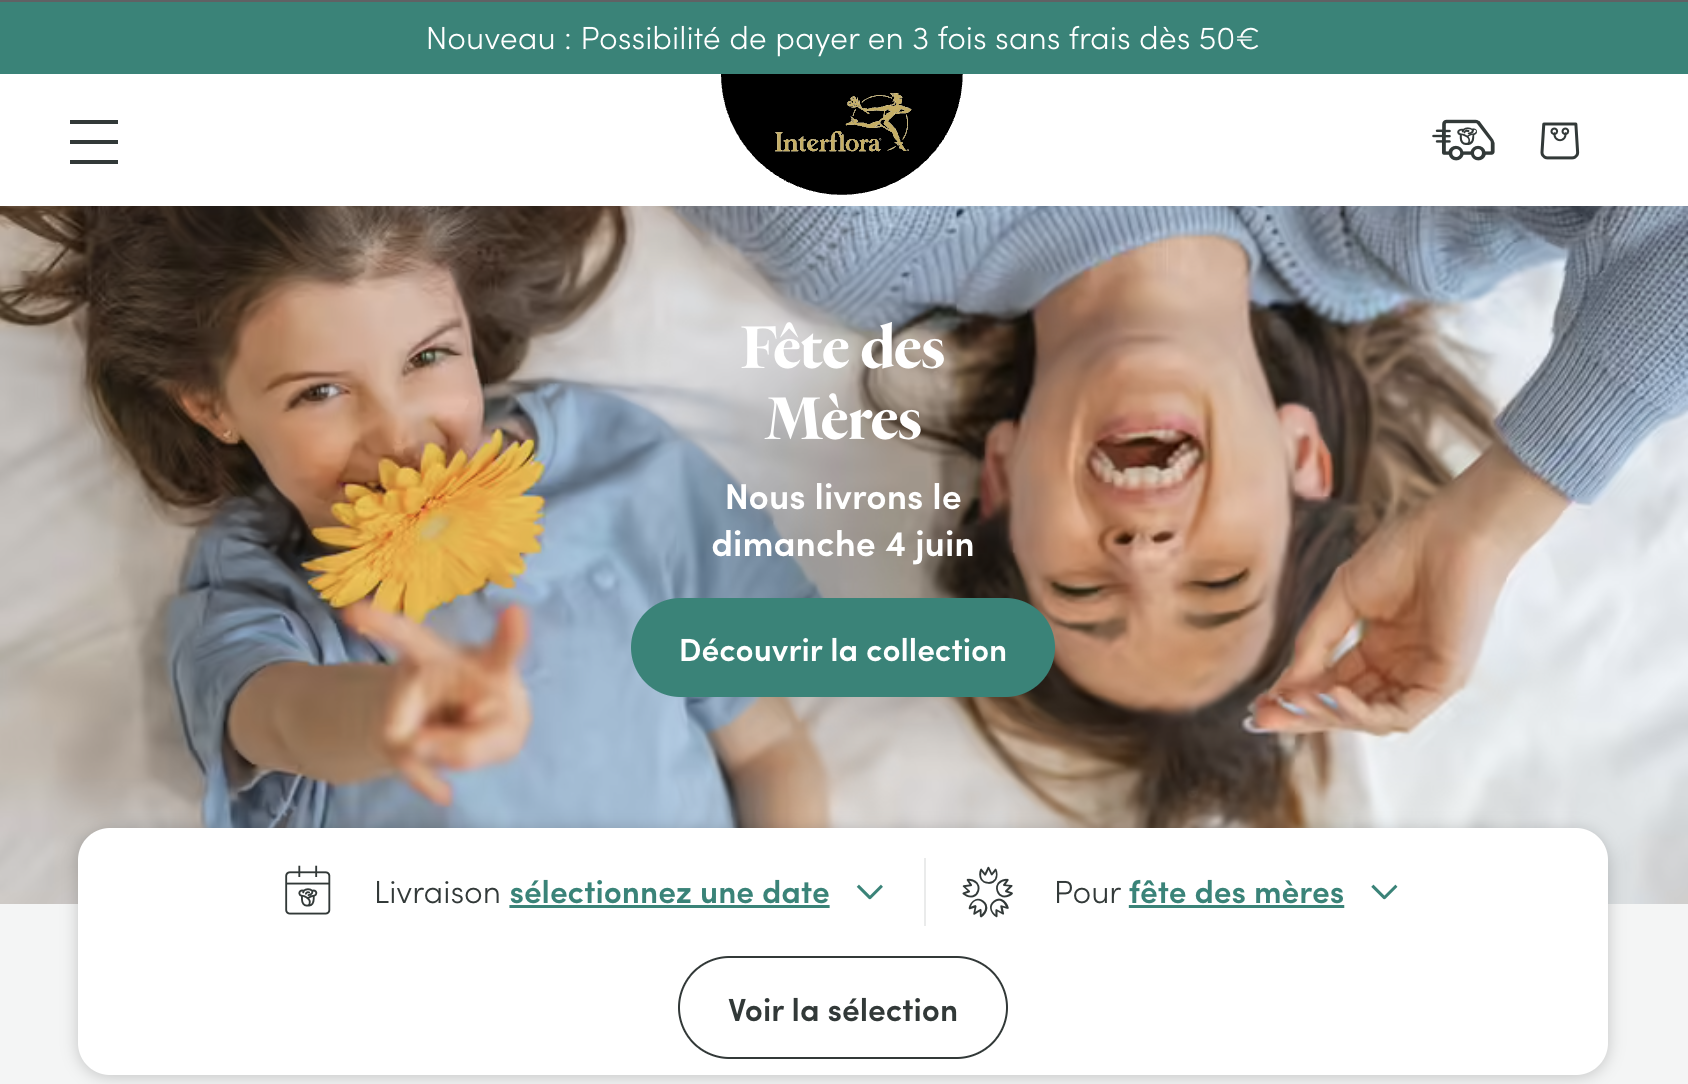 Nouveau : Possibilité de payer en 3 fois sans frais dès 50€
Interflora
Fête des
Mères
Nous livrons le
dimanche 4 juin
Découvrir la collection
Livraison sélectionnez une date
Pour fête des mères
Voir la sélection